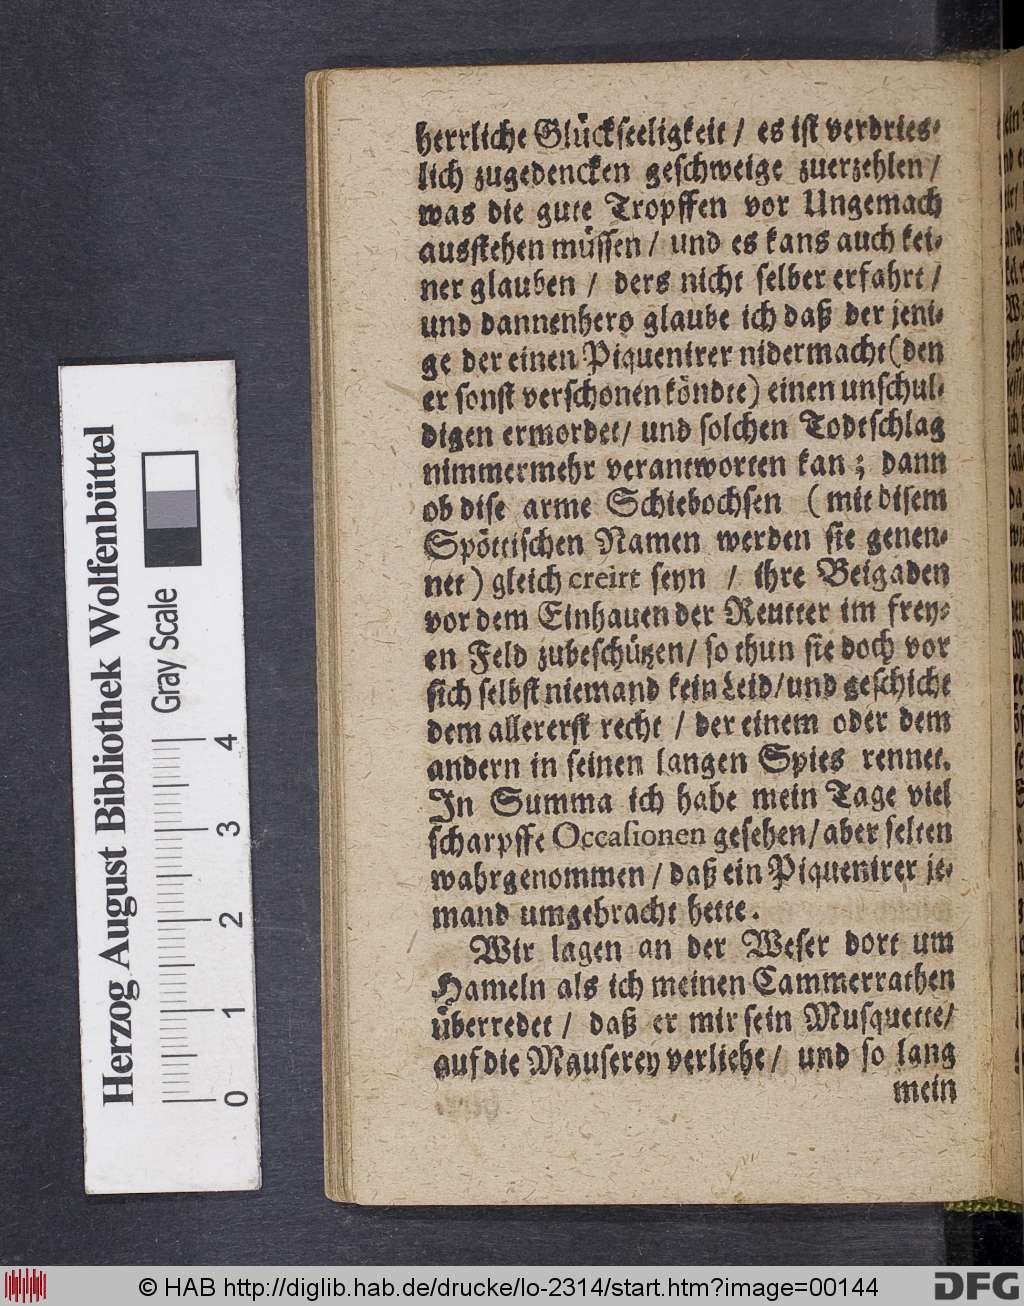 herrliche Glückseeligkeit / es ist verdries-
lich zugedencken geschweige zuerzehlen /
was die gute Tropffen vor Ungemach
ausstehen müssen / und es kans auch kei-
ner glauben / ders nicht selber erfahrt /
und dannenhero glaube ich daß der jeni-
ge der einen Piquenirer nidermacht (den
er sonst verschonen köndte) einen unschul-
digen ermordet / und solchen Todtschlag
nimmermehr verantworten kan; dann
ob dise arme Schiebochsen (mit disem
Spöttischen Namen werden sie genen-
net) gleich creirt seyn / ihre Beigaden
vor dem Einhauen der Reutter im frey-
en Feld zubeschützen / so thun sie doch vor
sich selbst niemand kein Leid / und geschicht
dem allererst recht / der einem oder dem
andern in seinen langen Spies rennet.
In Summa ich habe mein Tage viel
scharpffe Occasionen gesehen / aber selten
wahrgenommen / daß ein Piquenirer je-
mand umgebracht hette.
Wir lagen an der Weser dort um
Hameln als ich meinen Cammerrathen
überredet / daß er mir sein Musquette /
auf die Mauserey verliehe / und so lang
mein
Herzog August Bibliothek Wolfenbüttel
Gray Scale
0 1 2 3 4
© HAB http://diglib.hab.de/drucke/lo-2314/start.htm?image=00144
DFG